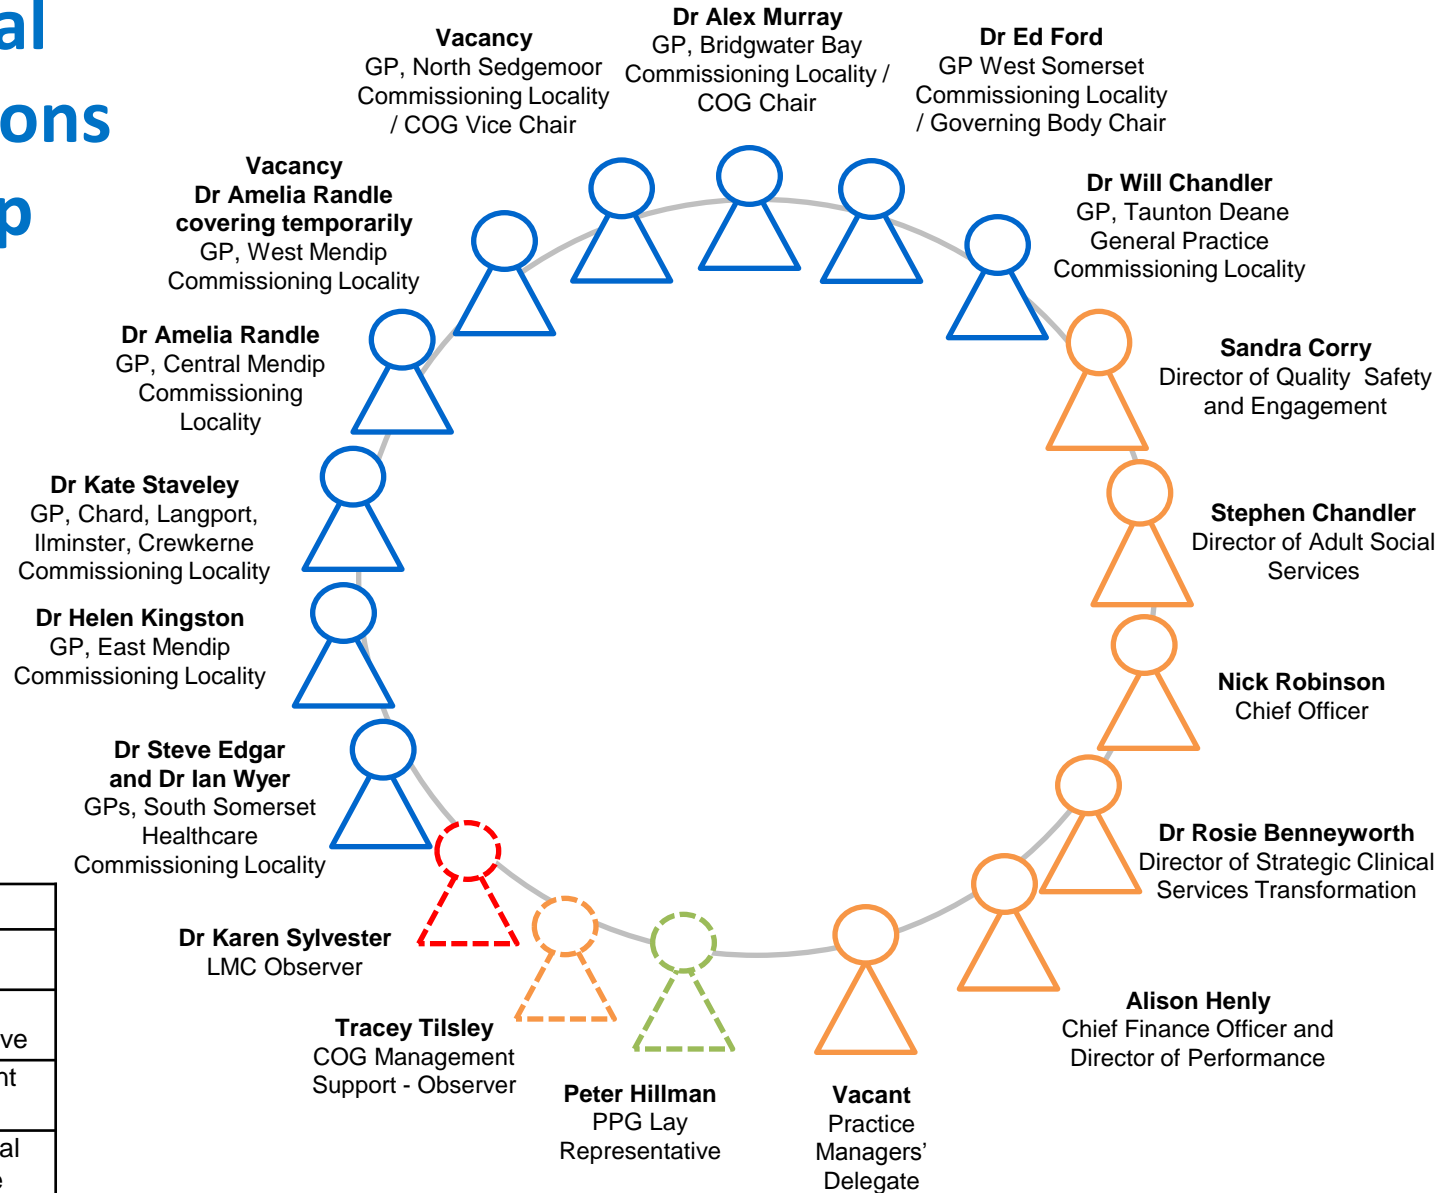 al
ons
p
Vacancy
GP, North Sedgemoor
Commissioning Locality
/ COG Vice Chair
Dr Alex Murray
GP, Bridgwater Bay
Commissioning Locality /
COG Chair
Dr Ed Ford
GP West Somerset
Commissioning Locality
/ Governing Body Chair
Vacancy
Dr Amelia Randle
covering temporarily
GP, West Mendip
Commissioning Locality
Dr Will Chandler
GP, Taunton Deane
General Practice
Commissioning Locality
Dr Amelia Randle
GP, Central Mendip
Commissioning
Locality
Sandra Corry
Director of Quality Safety
and Engagement
Dr Kate Staveley
GP, Chard, Langport,
Ilminster, Crewkerne
Commissioning Locality
Stephen Chandler
Director of Adult Social
Services
Dr Helen Kingston
GP, East Mendip
Commissioning Locality
Nick Robinson
Chief Officer
Dr Steve Edgar
and Dr Ian Wyer
GPs, South Somerset
Healthcare
Commissioning Locality
Dr Rosie Benneyworth
Director of Strategic Clinical
Services Transformation
Dr Karen Sylvester
LMC Observer
Alison Henly
Chief Finance Officer and
Director of Performance
Tracey Tilsley
COG Management
Support - Observer
Peter Hillman
PPG Lay
Representative
Vacant
Practice
Managers'
Delegate
ve
nt
al
e